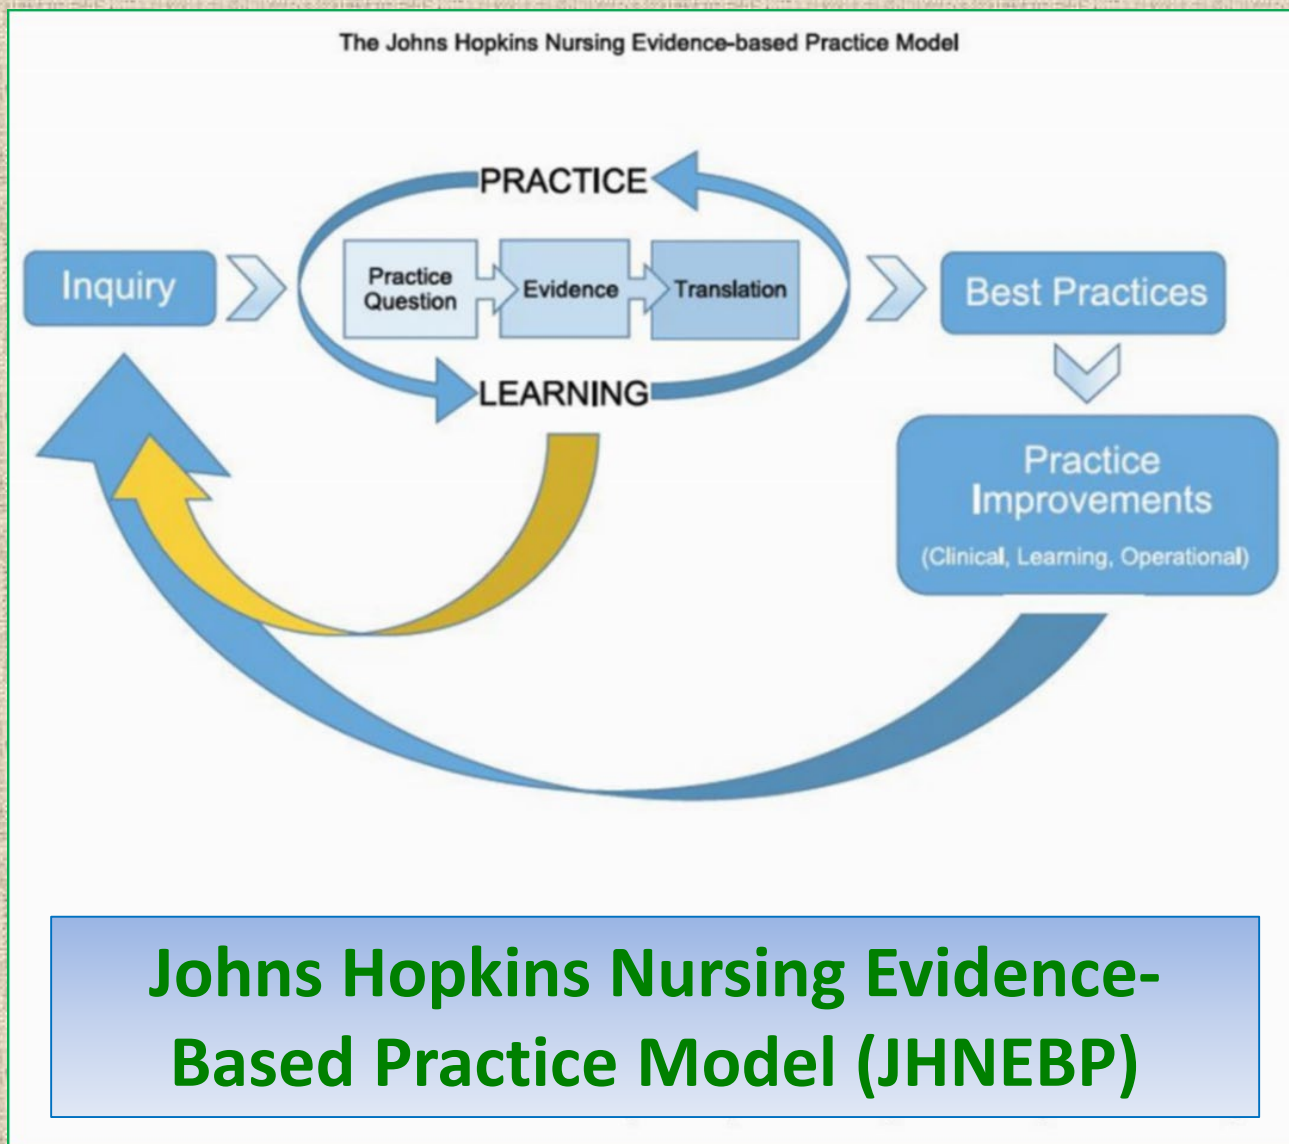 The Johns Hopkins Nursing Evidence-based Practice Model
PRACTICE
Inquiry
Practice
Question
Evidence
Translation
Best Practices
LEARNING
Practice
Improvements
(Clinical, Learning, Operational)
Johns Hopkins Nursing Evidence-
Based Practice Model (JHNEBP)